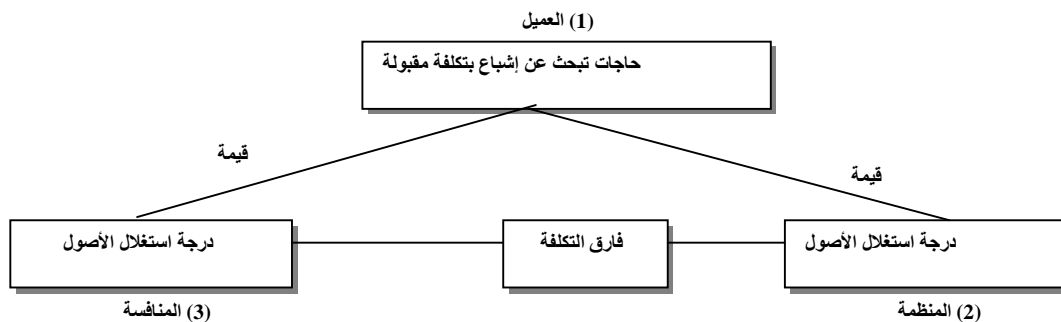 (1) العميل
حاجات تبحث عن إشباع بتكلفة مقبولة
قيمة
قيمة
درجة استغلال الأصول
فارق التكلفة
درجة استغلال الأصول
(2) المنظمة
(3) المنافسة